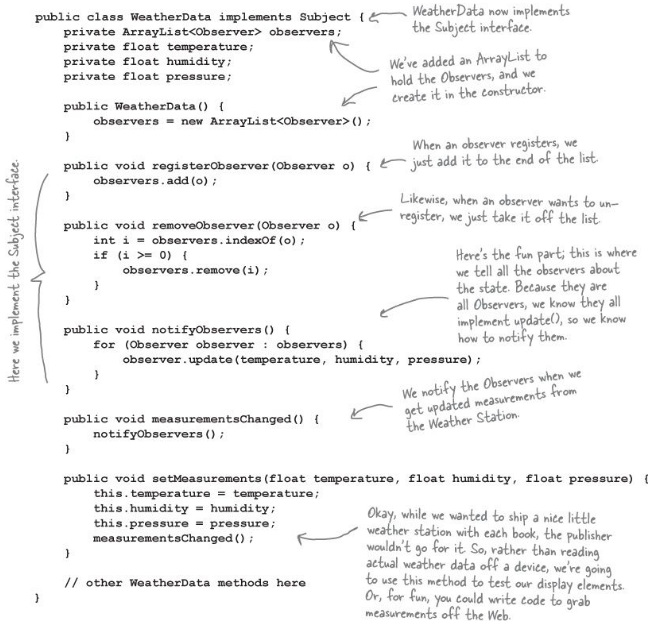 public class WeatherData implements Subject {
WeatherData now implements
the Subject interface.
private ArrayList<Observer> observers;
private float temperature;
private float humidity;
private float pressure;
We've added an ArrayList to
hold the Observers, and we
create it in the constructor.
public WeatherData() {
observers = new ArrayList<Observer>();
}
Here we implement the Subject interface.
public void registerObserver(Observer o) {
observers.add(o);
}
When an observer registers, we
just add it to the end of the list.
public void removeObserver(Observer o) {
int i = observers.indexOf(o);
if (i >= 0) {
observers.remove(i);
}
}
Likewise, when an observer wants to un-
register, we just take it off the list.
Here's the fun part; this is where
we tell all the observers about
the state. Because they are
all Observers, we know they all
implement update(), so we know
how to notify them.
public void notifyObservers() {
for (Observer observer : observers) {
observer.update(temperature, humidity, pressure);
}
}
We notify the Observers when we
get updated measurements from
the Weather Station.
public void measurementsChanged() {
notifyObservers();
}
public void setMeasurements(float temperature, float humidity, float pressure) {
this.temperature = temperature;
this.humidity = humidity;
this.pressure = pressure;
measurementsChanged();
}
Okay, while we wanted to ship a nice little
weather station with each book, the publisher
wouldn't go for it. So, rather than reading
actual weather data off a device, we're going
to use this method to test our display elements.
Or, for fun, you could write code to grab
measurements off the Web.
// other WeatherData methods here
}